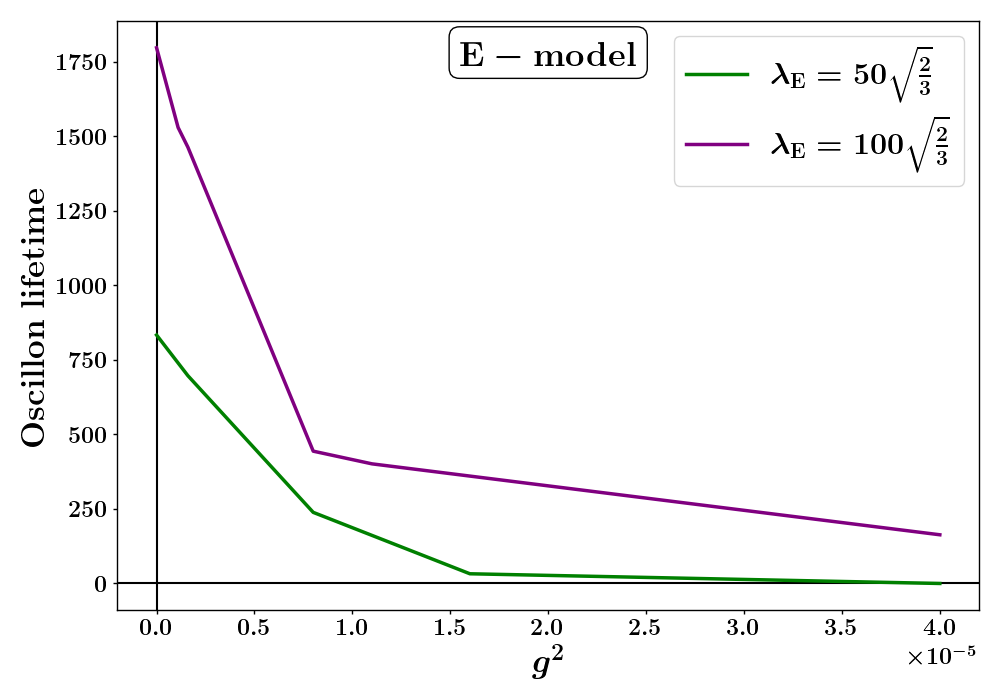 E − model
λ_E = 50√(2/3)
λ_E = 100√(2/3)
Oscillon lifetime
1750
1500
1250
1000
750
500
250
0
0.0 0.5 1.0 1.5 2.0 2.5 3.0 3.5 4.0
×10⁻⁵
g²